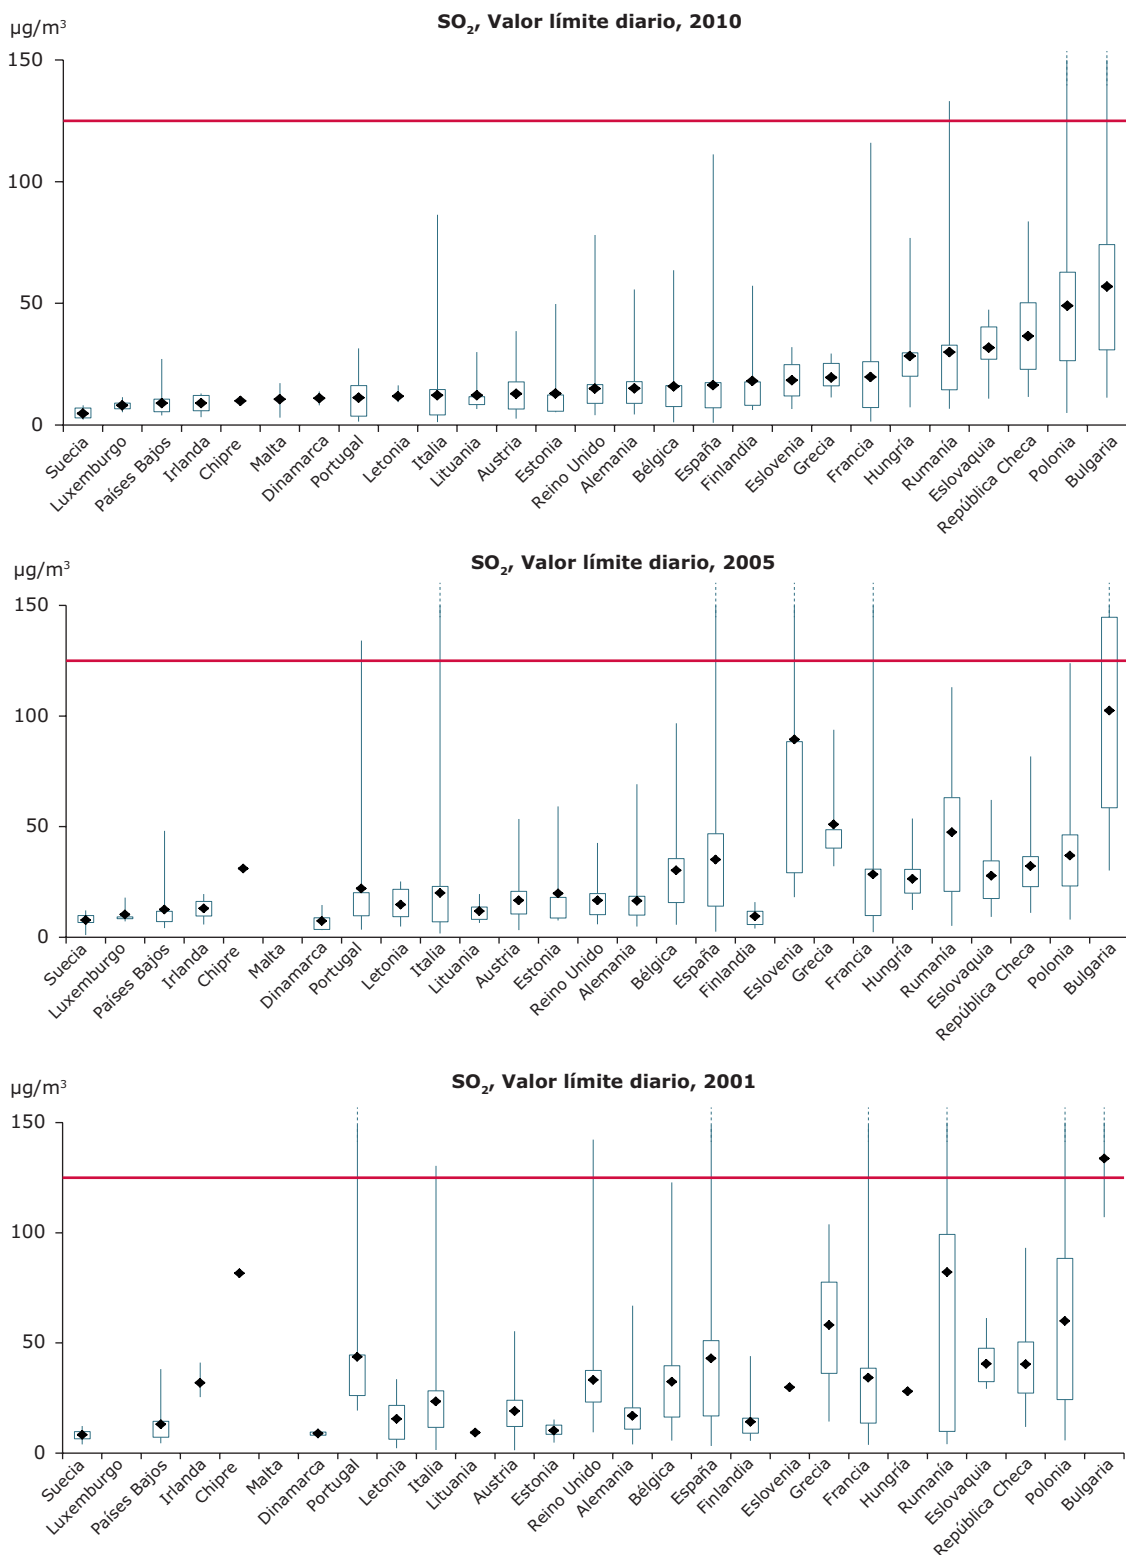 SO₂, Valor límite diario, 2010
µg/m³
150
100
50
0
Suecia
Luxemburgo
Países Bajos
Irlanda
Chipre
Malta
Dinamarca
Portugal
Letonia
Italia
Lituania
Austria
Estonia
Reino Unido
Alemania
Bélgica
España
Finlandia
Eslovenia
Grecia
Francia
Hungría
Rumanía
Eslovaquia
República Checa
Polonia
Bulgaria
SO₂, Valor límite diario, 2005
µg/m³
150
100
50
0
Suecia
Luxemburgo
Países Bajos
Irlanda
Chipre
Malta
Dinamarca
Portugal
Letonia
Italia
Lituania
Austria
Estonia
Reino Unido
Alemania
Bélgica
España
Finlandia
Eslovenia
Grecia
Francia
Hungría
Rumanía
Eslovaquia
República Checa
Polonia
Bulgaria
SO₂, Valor límite diario, 2001
µg/m³
150
100
50
0
Suecia
Luxemburgo
Países Bajos
Irlanda
Chipre
Malta
Dinamarca
Portugal
Letonia
Italia
Lituania
Austria
Estonia
Reino Unido
Alemania
Bélgica
España
Finlandia
Eslovenia
Grecia
Francia
Hungría
Rumanía
Eslovaquia
República Checa
Polonia
Bulgaria